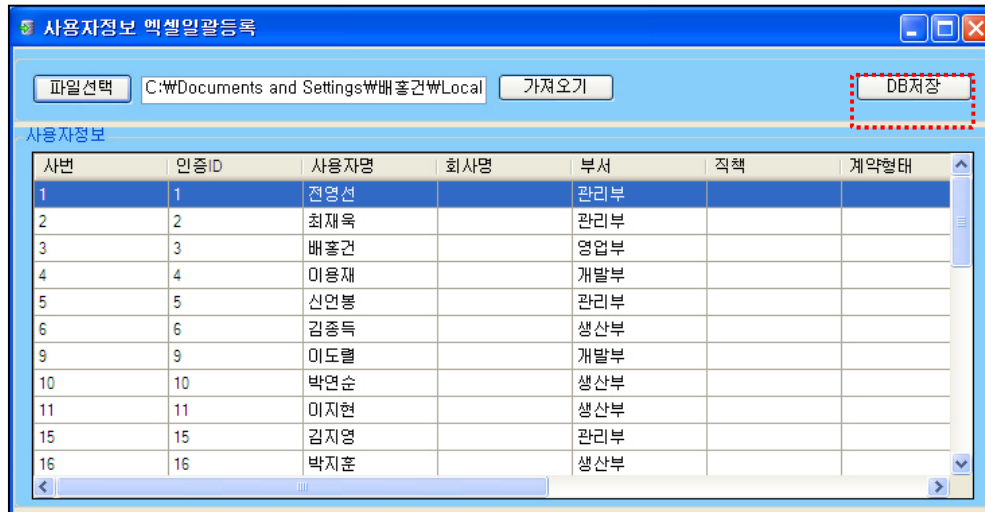 사용자정보 엑셀일괄등록
파일선택 C:₩Documents and Settings₩배홍건₩Local 가져오기 DB저장
사용자정보
사번 인증ID 사용자명 회사명 부서 직책 계약형태
1 1 전영선 관리부
2 2 최재욱 관리부
3 3 배홍건 영업부
4 4 이용재 개발부
5 5 신언봉 관리부
6 6 김종득 생산부
9 9 이도렬 개발부
10 10 박연순 생산부
11 11 이지현 생산부
15 15 김지영 관리부
16 16 박지훈 생산부